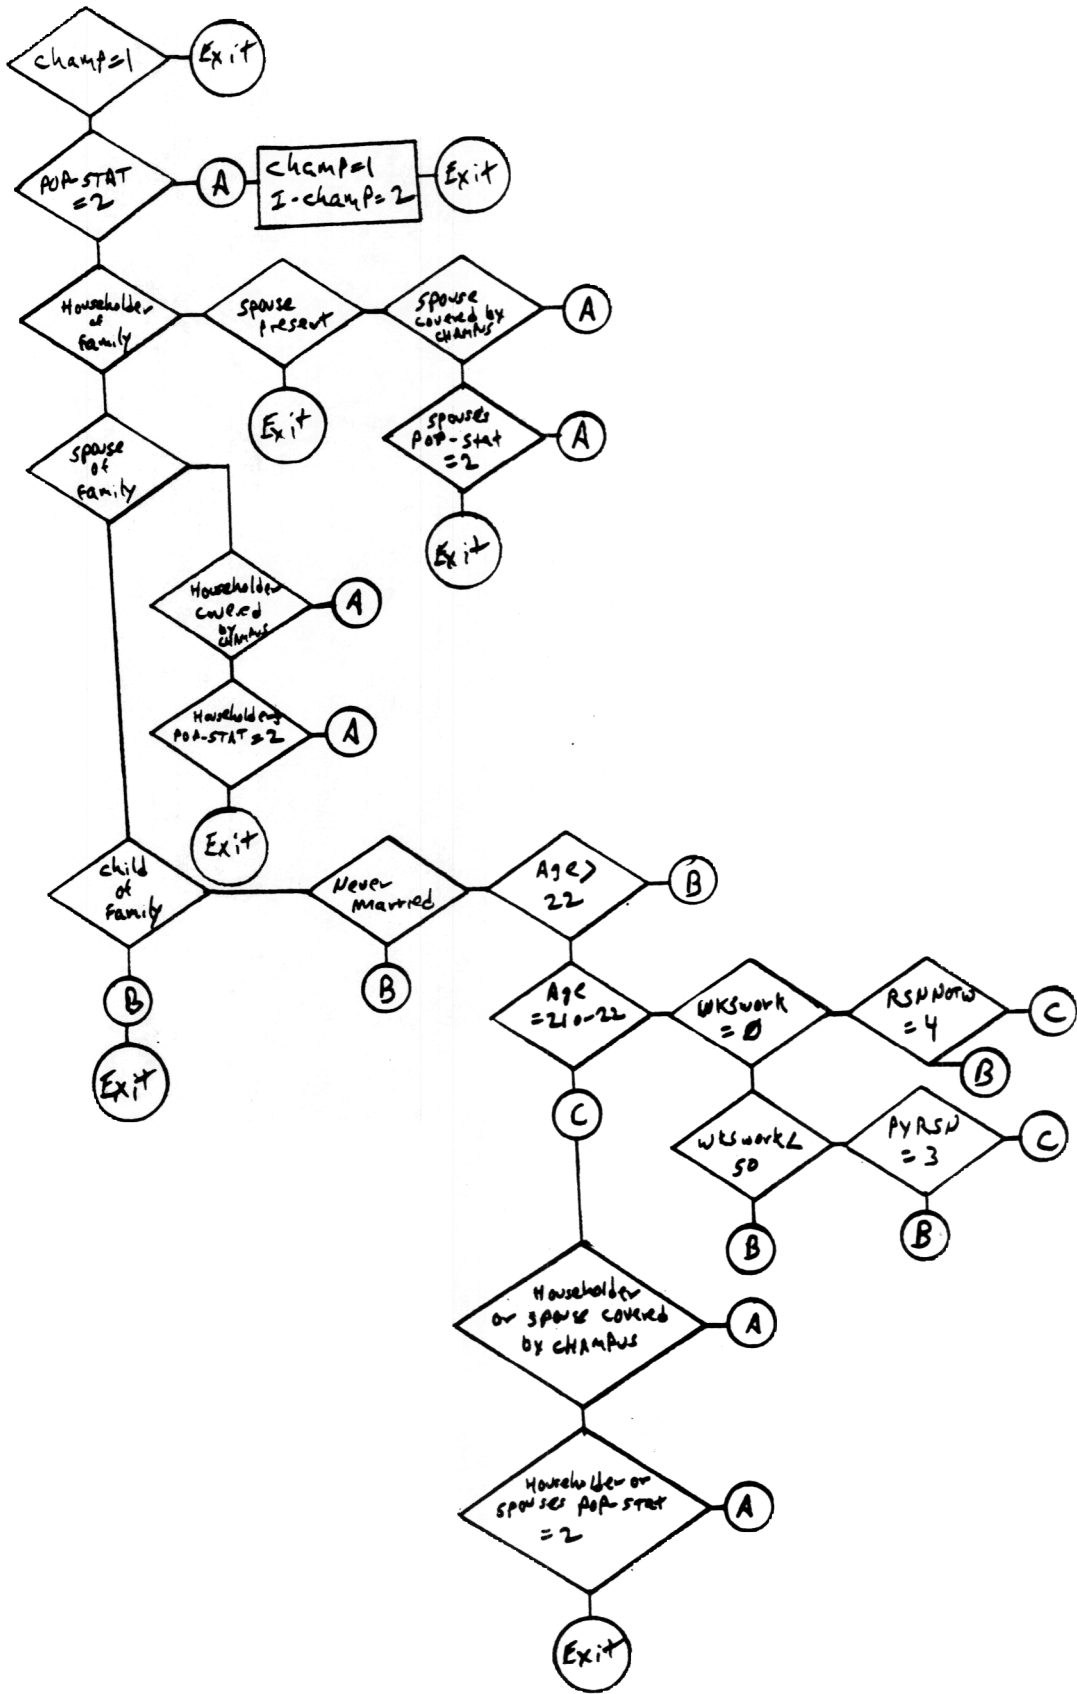 champ=1
Exit
POP-STAT
=2
A
champ=1
I-champ=2
Exit
Householder
of
family
Spouse
present
Spouse
covered by
CHAMPUS
A
Exit
Spouses
POP-Stat
=2
A
Exit
Spouse
of
family
Householder
covered
by
CHAMPUS
A
Householders
POP-STAT=2
A
Exit
Child
of
Family
Never
married
Age>
22
B
B
Exit
B
Age
=21-22
WKSwork
=Ø
RSNNOTW
=4
C
B
C
WKSwork<
50
PYRSN
=3
C
B
B
Householder
or spouse covered
by CHAMPUS
A
Householder or
spouses POP-STAT
=2
A
Exit